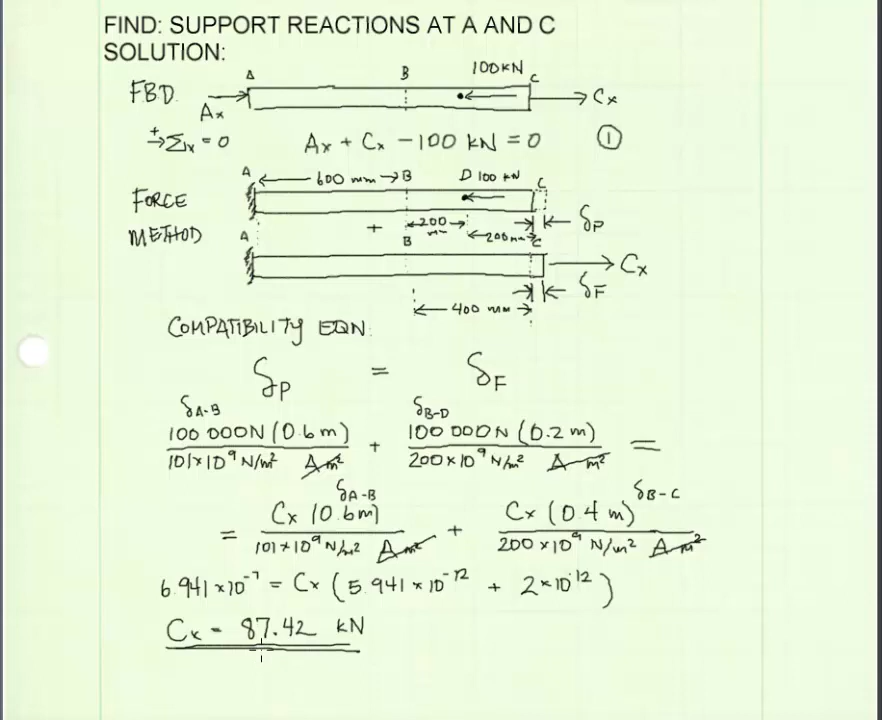 FIND: SUPPORT REACTIONS AT A AND C
SOLUTION:
A B 100 KN C
FBD Ax Cx
+→ Σx = 0 Ax + Cx - 100 KN = 0 ①
A 600 mm B D 100 KN C
FORCE
METHOD + 200 mm 200 mm δP
A B C
Cx
δF
400 mm
COMPATIBILITY EQN:
δP = δF
δA-B δB-D
100 000N (0.6 m) / 101×10⁹ N/m² A m² + 100 000N (0.2 m) / 200×10⁹ N/m² A m² =
δA-B δB-C
= Cx (0.6m) / 101×10⁹ N/m² A m² + Cx (0.4 m) / 200×10⁹ N/m² A m²
6.941×10⁻⁷ = Cx (5.941×10⁻¹² + 2×10⁻¹²)
Cx = 87.42 KN